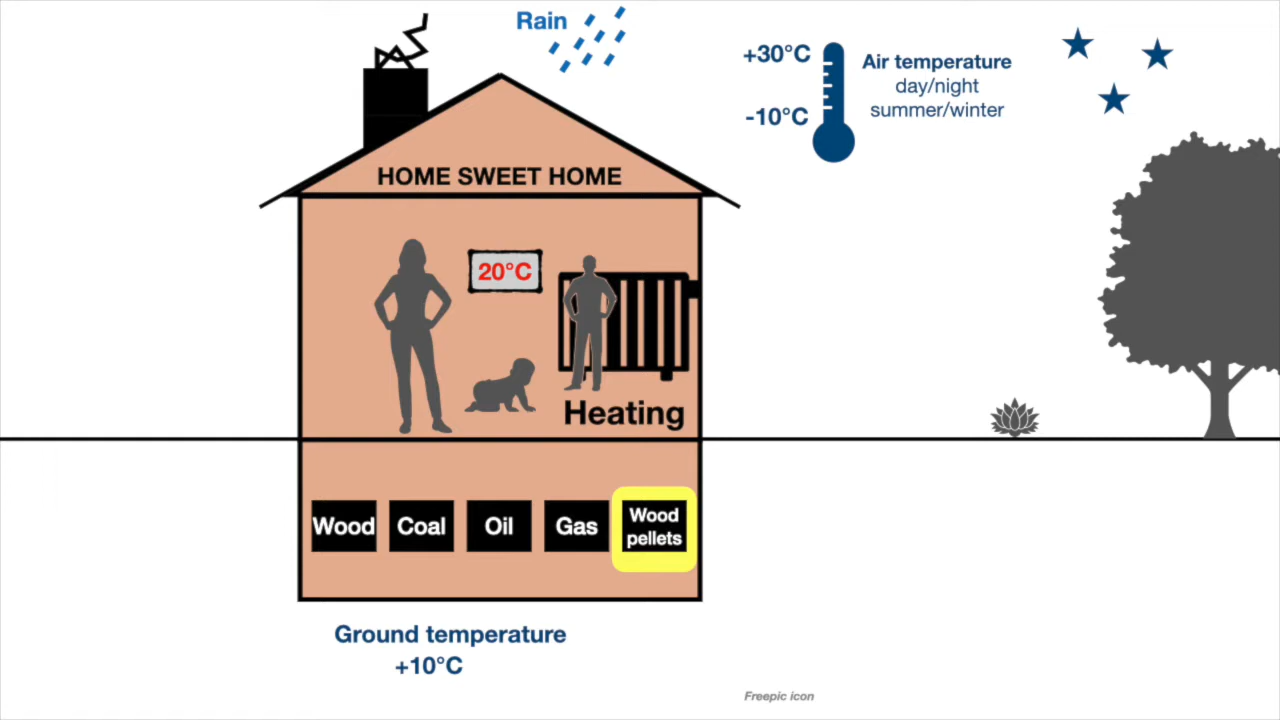 Rain
+30°C
-10°C
Air temperature
day/night
summer/winter
HOME SWEET HOME
20°C
Heating
Wood
Coal
Oil
Gas
Wood
pellets
Ground temperature
+10°C
Freepic icon